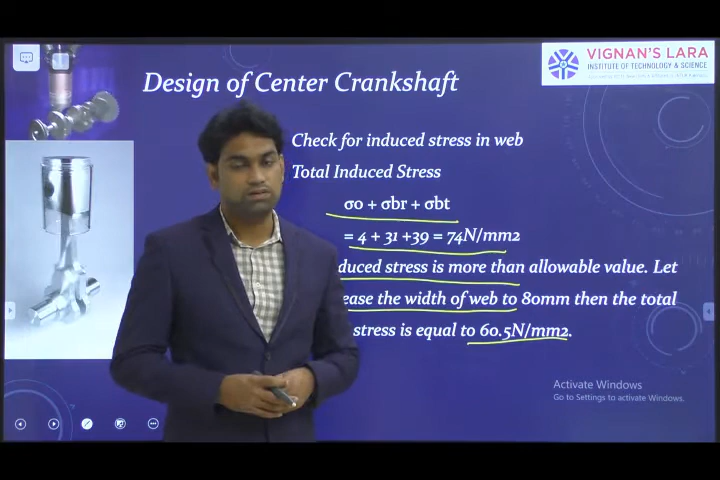 VIGNAN'S LARA
INSTITUTE OF TECHNOLOGY & SCIENCE
Design of Center Crankshaft
Check for induced stress in web
Total Induced Stress
σo + σbr + σbt
= 4 + 31 +39 = 74N/mm2
duced stress is more than allowable value. Let
ease the width of web to 80mm then the total
stress is equal to 60.5N/mm2.
Activate Windows
Go to Settings to activate Windows.